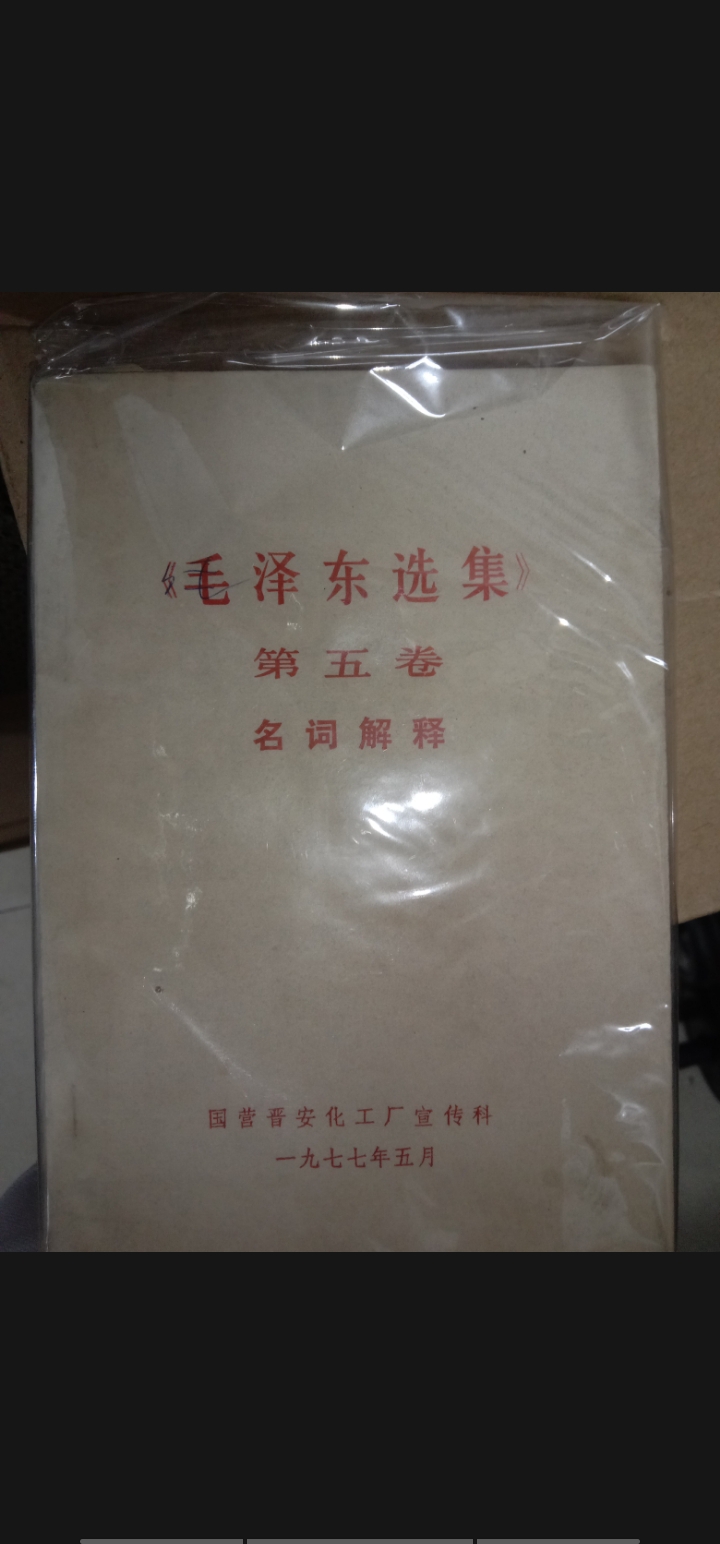 《毛泽东选集》
第五卷
名词解释
国营晋安化工厂宣传科
一九七七年五月